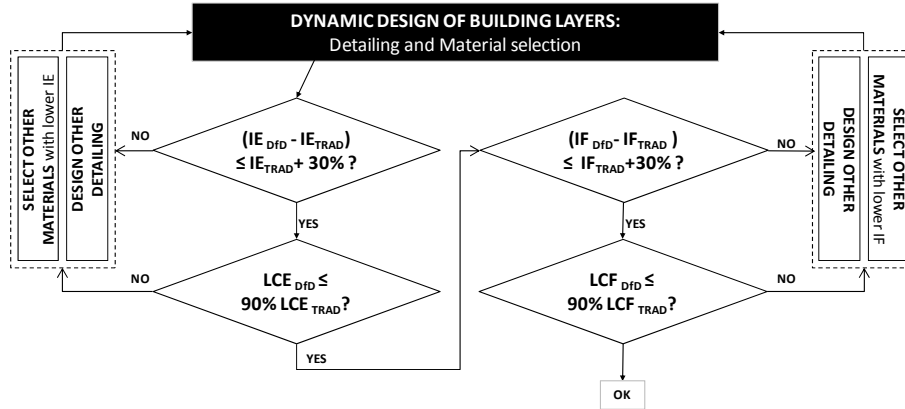 DYNAMIC DESIGN OF BUILDING LAYERS:
Detailing and Material selection
SELECT OTHER
MATERIALS with lower IE
DESIGN OTHER
DETAILING
NO
(IE DfD - IETRAD)
≤ IETRAD+ 30% ?
YES
NO
LCE DfD ≤
90% LCE TRAD?
YES
(IF DfD- IFTRAD )
≤ IFTRAD+30% ?
NO
YES
LCF DfD ≤
90% LCF TRAD?
NO
OK
DESIGN OTHER
DETAILING
SELECT OTHER
MATERIALS with lower IF